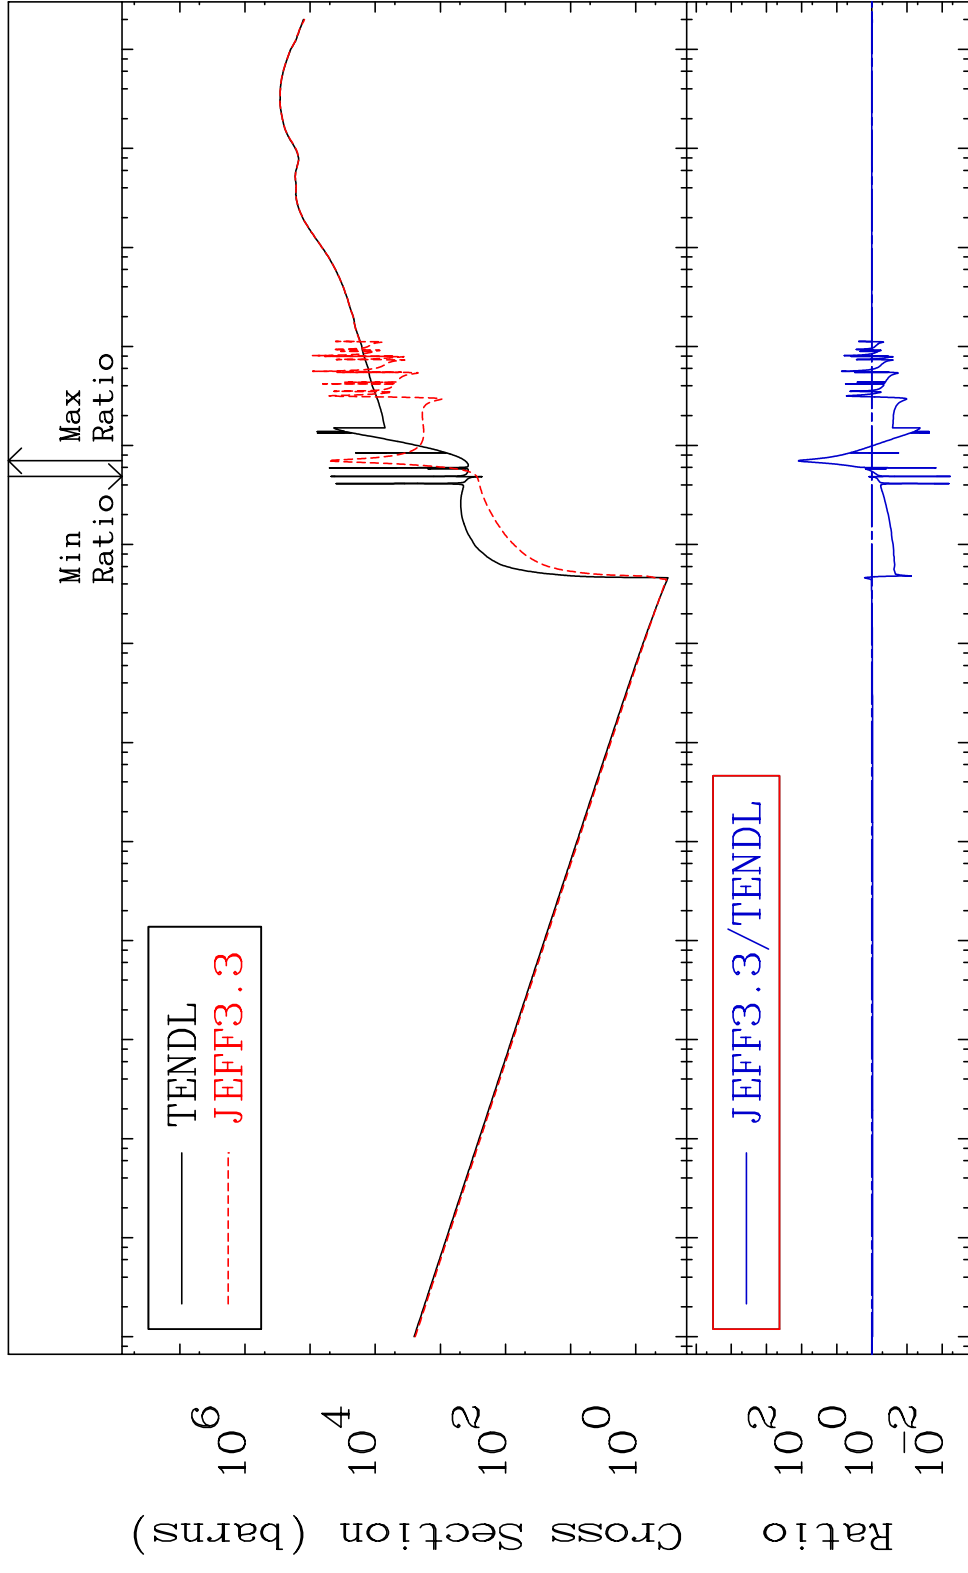 Min
Ratio
Max
Ratio
TENDL
JEFF3.3
Cross Section (barns)
10^6
10^4
10^2
10^0
JEFF3.3/TENDL
Ratio
10^2
10^0
10^-2